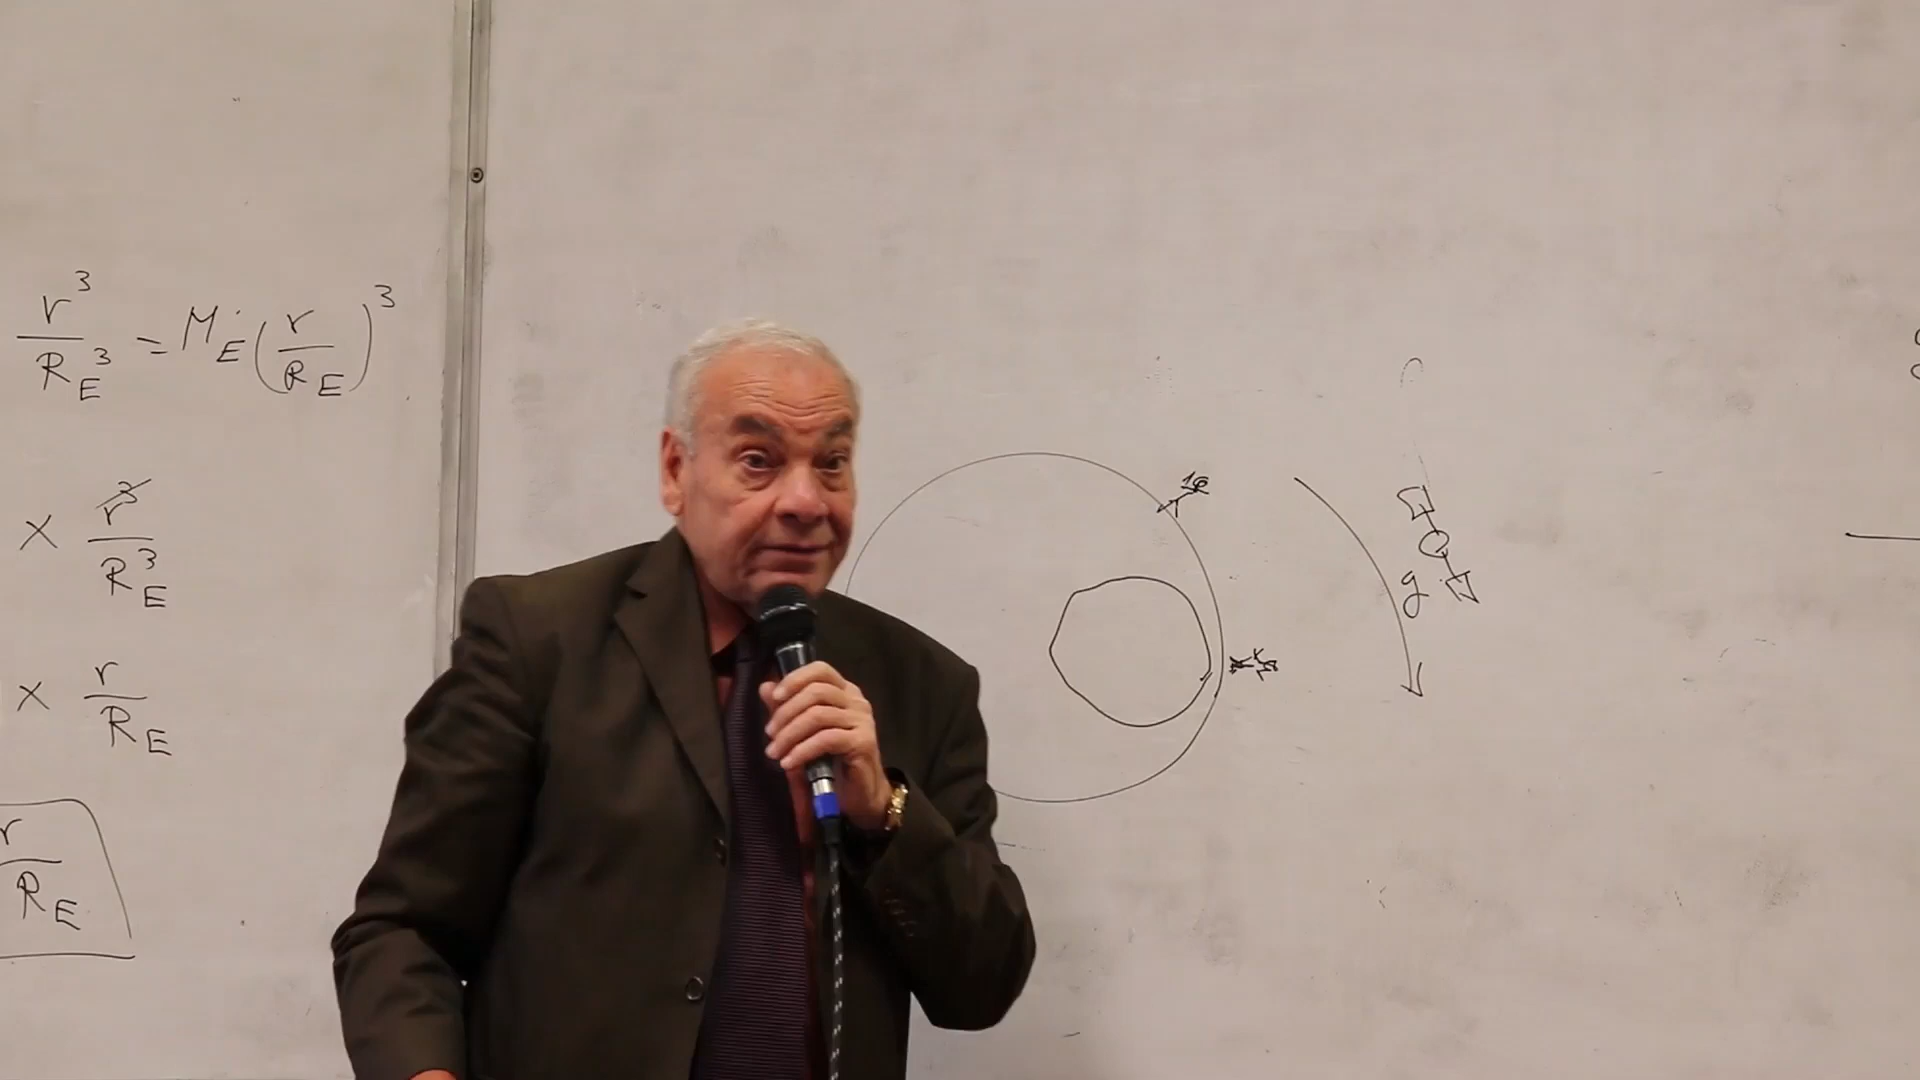 r³/R_E³ = M_E (r/R_E)³
× r³/R_E³
× r/R_E
r/R_E
g